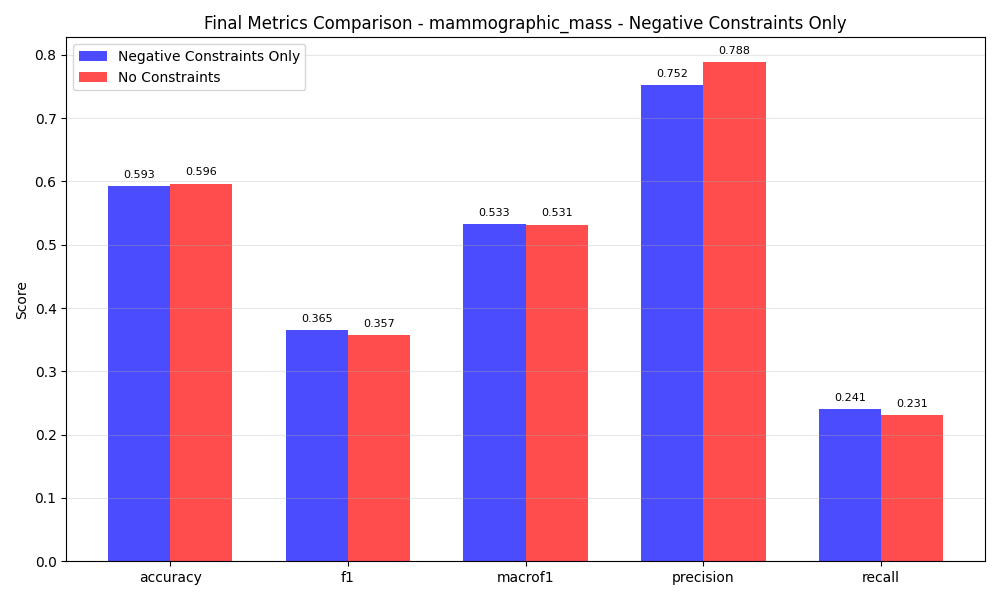 Final Metrics Comparison - mammographic_mass - Negative Constraints Only
Negative Constraints Only
No Constraints
Score
0.8
0.7
0.6
0.5
0.4
0.3
0.2
0.1
0.0
0.593
0.596
0.365
0.357
0.533
0.531
0.752
0.788
0.241
0.231
accuracy
f1
macrof1
precision
recall